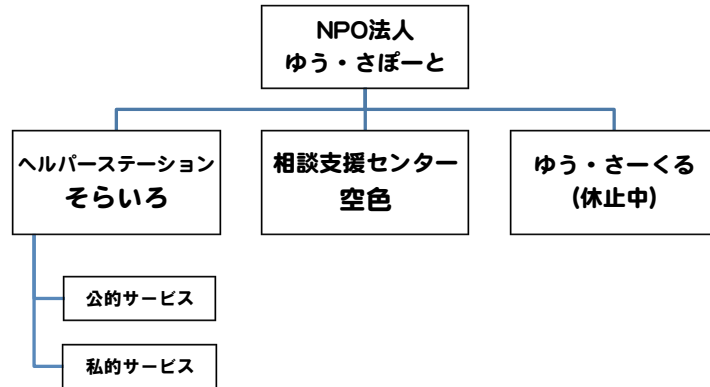 NPO法人
ゆう・さぽーと
ヘルパーステーション
そらいろ
相談支援センター
空色
ゆう・さーくる
(休止中)
公的サービス
私的サービス